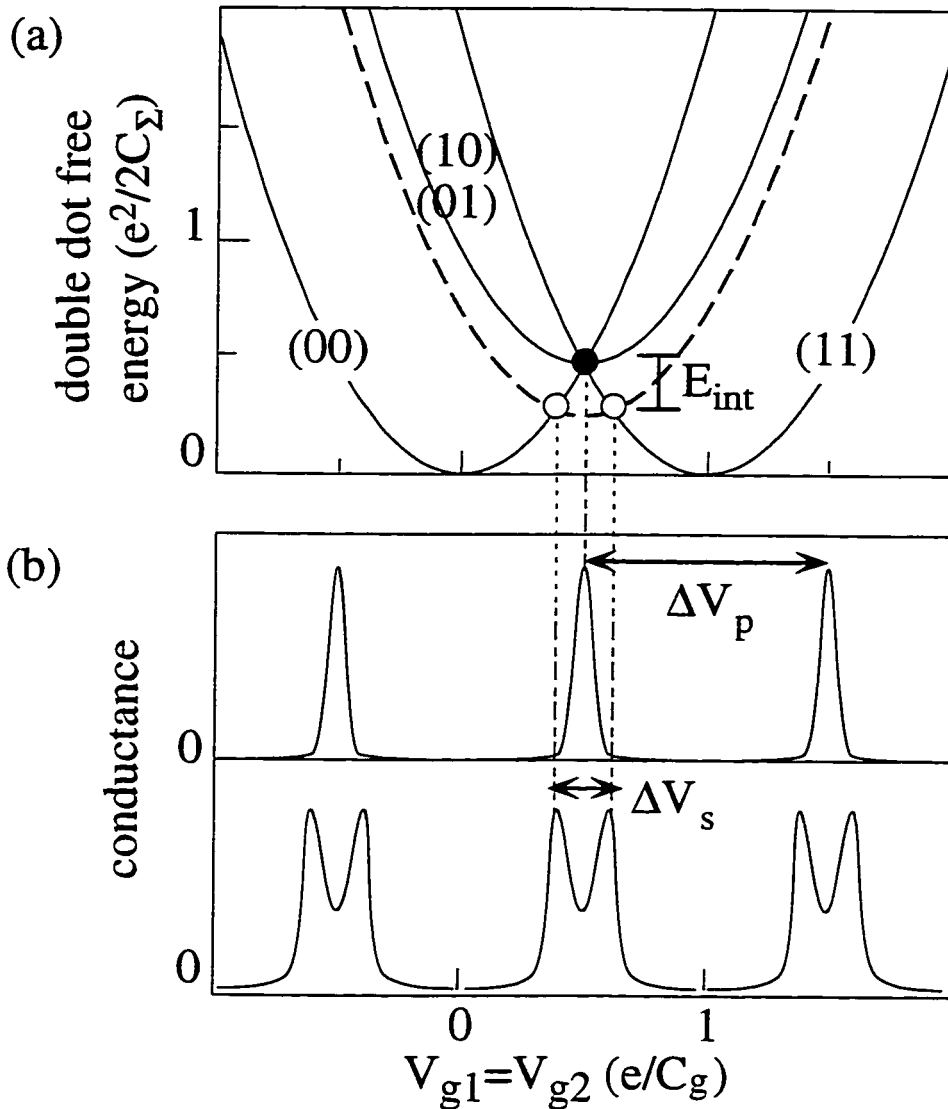 (a)
double dot free
energy (e²/2C_Σ)
1
0
(10)
(01)
(00)
(11)
E_int
(b)
conductance
ΔV_p
0
ΔV_s
0
0 1
V_g1=V_g2 (e/C_g)